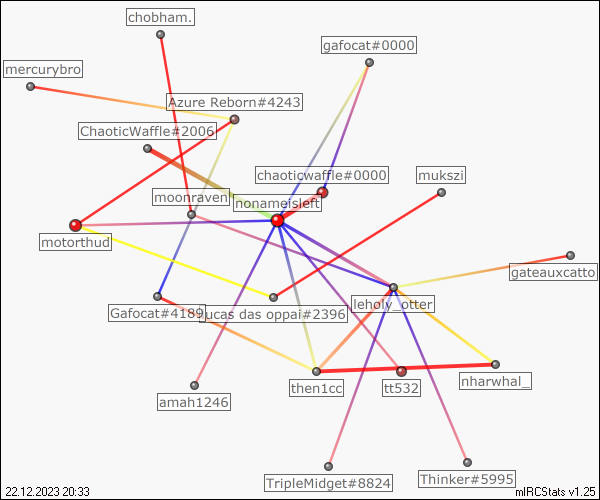 chobham.
gafocat#0000
mercurybro
Azure Reborn#4243
ChaoticWaffle#2006
chaoticwaffle#0000
mukszi
moonraven
nonameisleft
motorthud
gateauxcatto
leholy_otter
Gafocat#4189
lucas das oppai#2396
then1cc
tt532
nharwhal_
amah1246
TripleMidget#8824
Thinker#5995
22.12.2023 20:33
mIRCStats v1.25